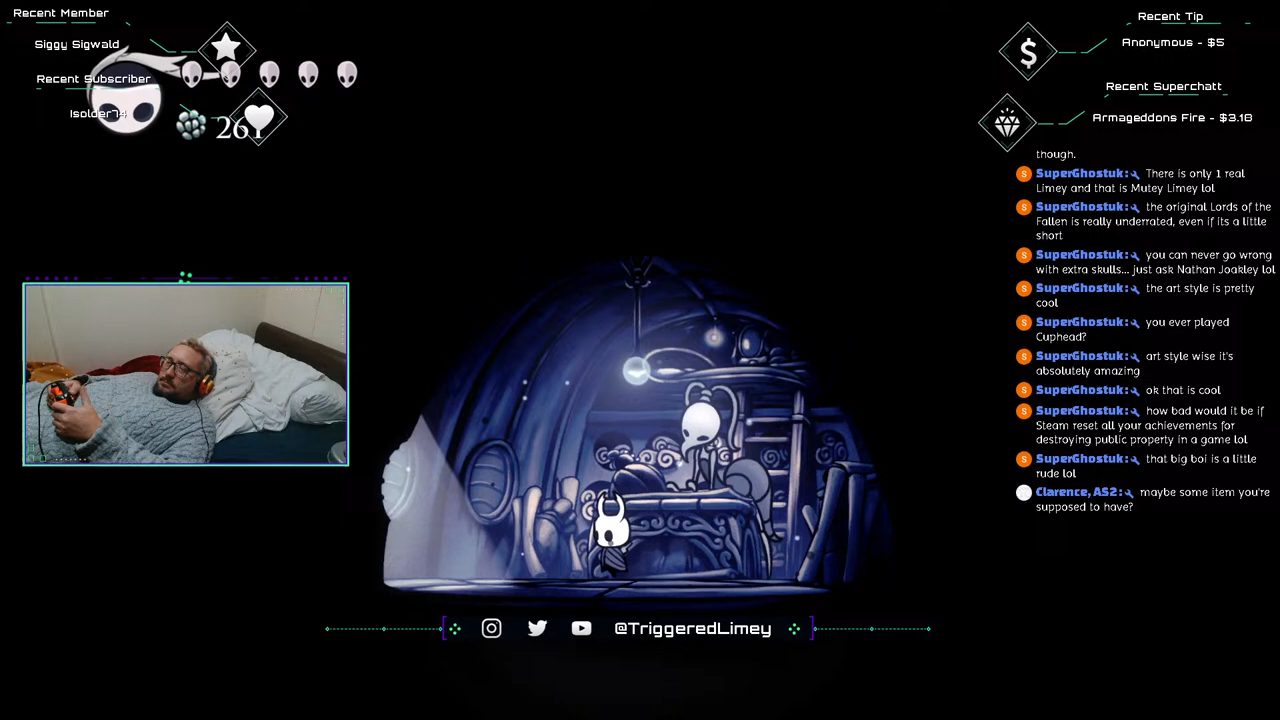 Recent Member
Siggy Sigwald
Recent Subscriber
Isolder74
261
Recent Tip
Anonymous - $5
Recent Superchatt
Armageddons Fire - $3.18
though.
SuperGhostuk: There is only 1 real
Limey and that is Mutey Limey lol
SuperGhostuk: the original Lords of the
Fallen is really underrated, even if its a little
short
SuperGhostuk: you can never go wrong
with extra skulls... just ask Nathan Joakley lol
SuperGhostuk: the art style is pretty
cool
SuperGhostuk: you ever played
Cuphead?
SuperGhostuk: art style wise it's
absolutely amazing
SuperGhostuk: ok that is cool
SuperGhostuk: how bad would it be if
Steam reset all your achievements for
destroying public property in a game lol
SuperGhostuk: that big boi is a little
rude lol
Clarence, AS2: maybe some item you're
supposed to have?
@TriggeredLimey